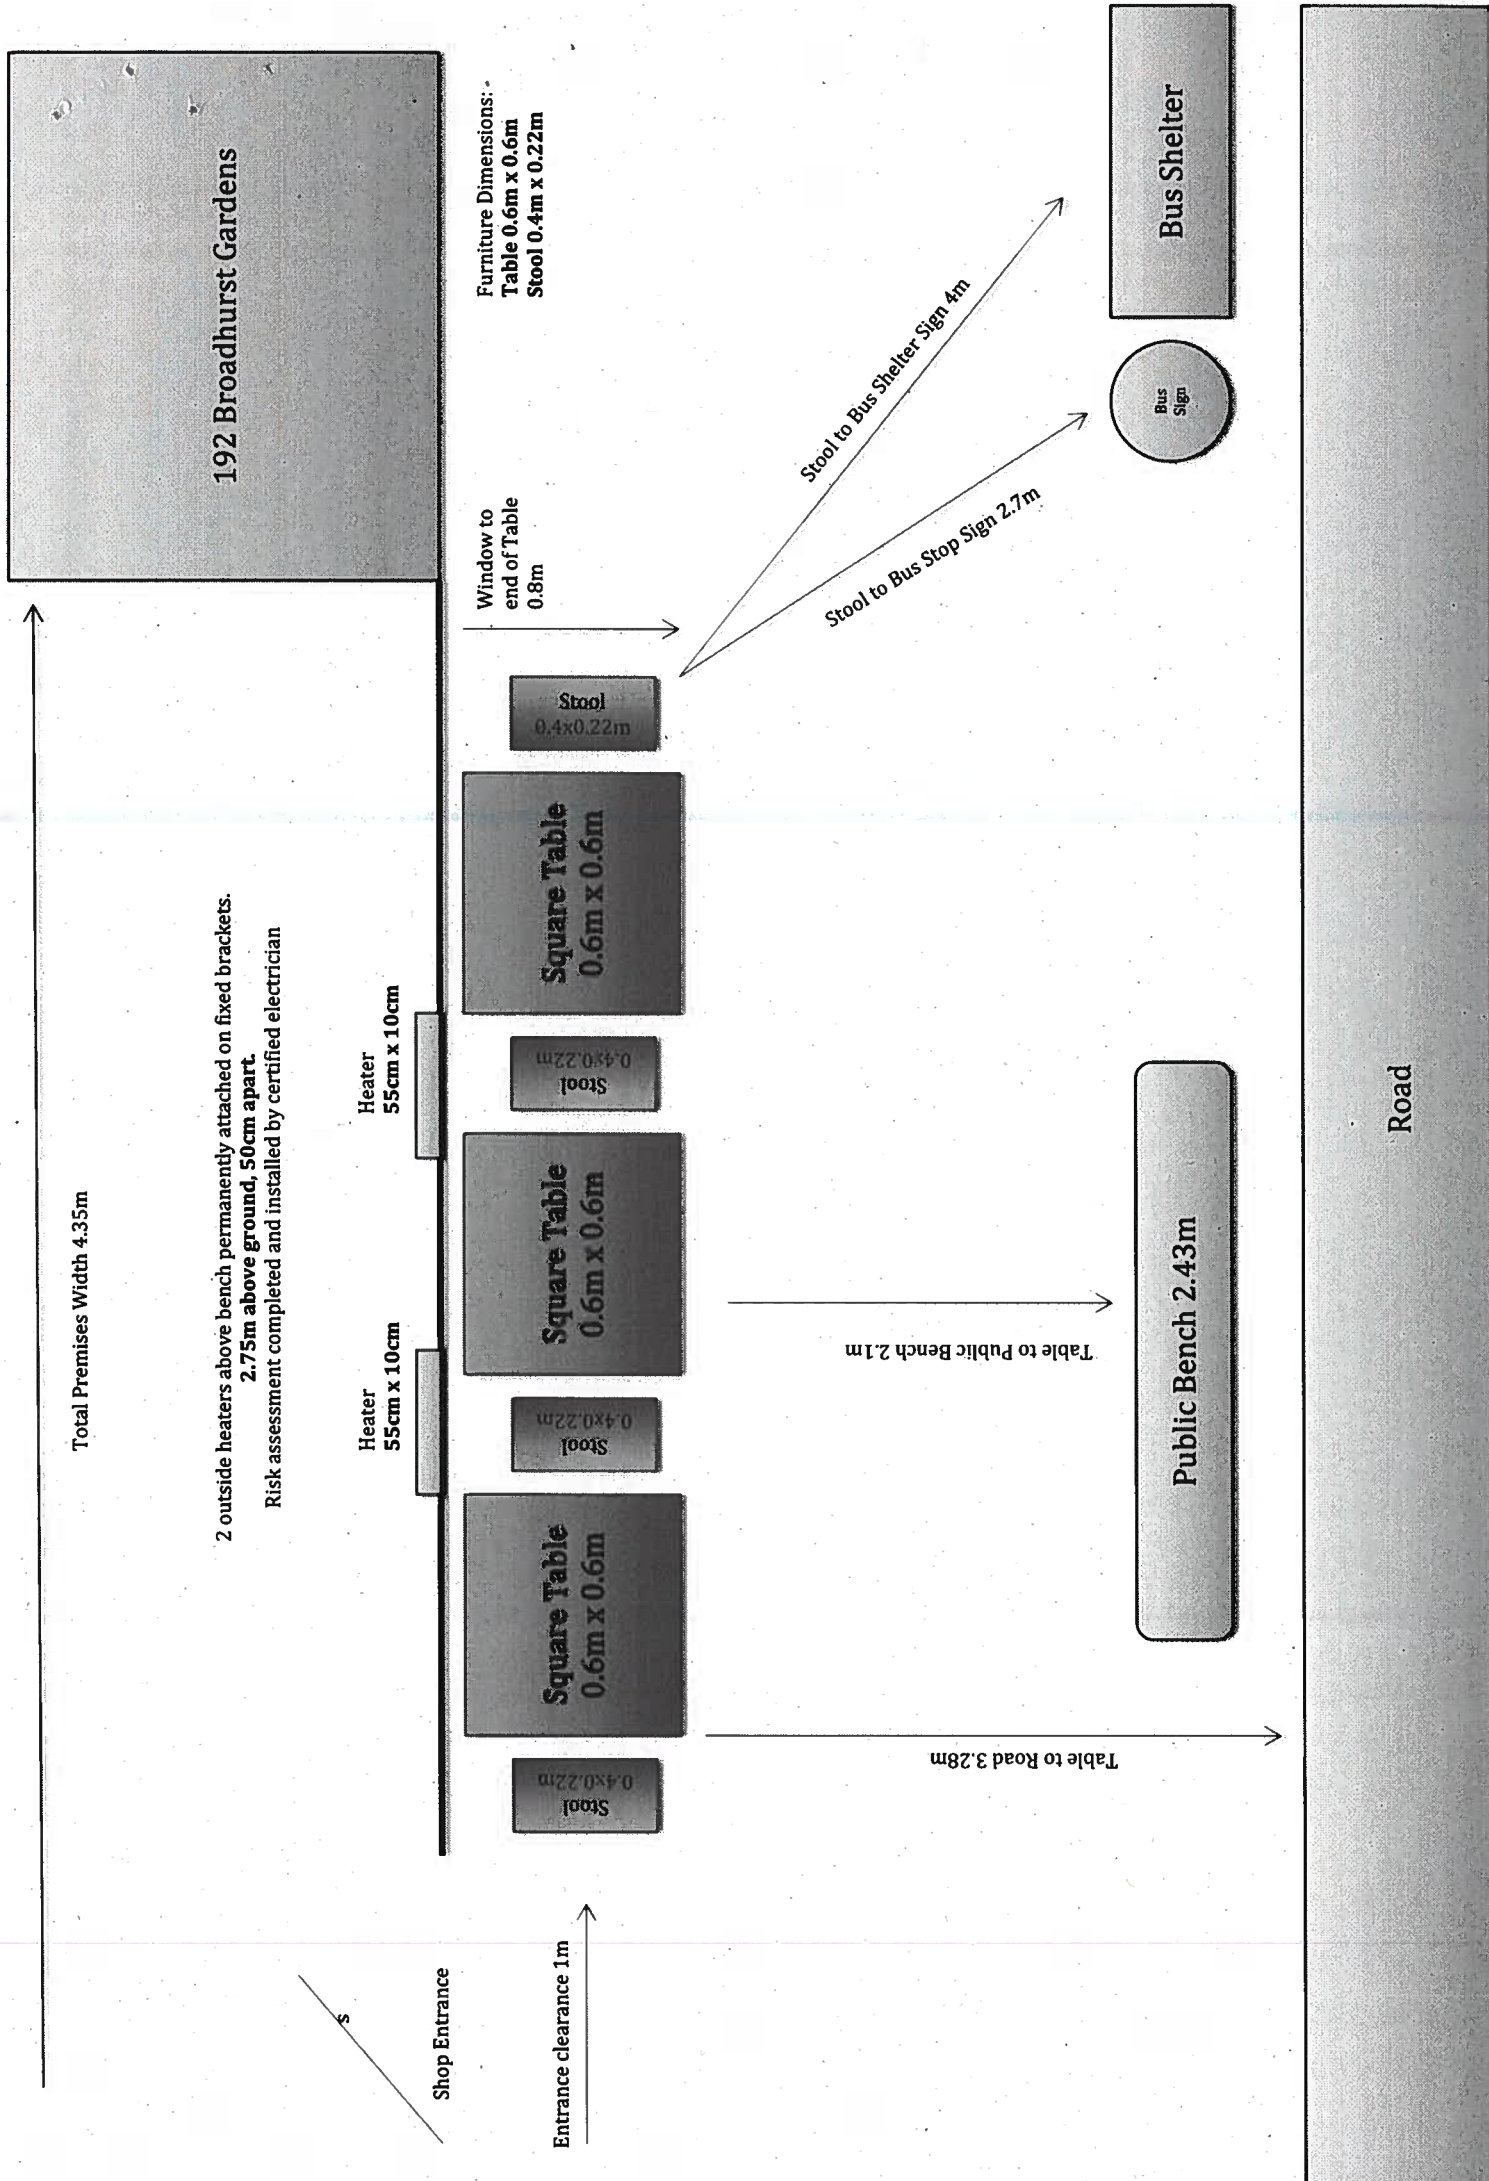 Total Premises Width 4.35m
192 Broadhurst Gardens
2 outside heaters above bench permanently attached on fixed brackets.
2.75m above ground, 50cm apart.
Risk assessment completed and installed by certified electrician
s
Shop Entrance
Heater
55cm x 10cm
Heater
55cm x 10cm
Furniture Dimensions:
Table 0.6m x 0.6m
Stool 0.4m x 0.22m
Entrance clearance 1m
Stool
0.4x0.22m
Square Table
0.6m x 0.6m
Stool
0.4x0.22m
Square Table
0.6m x 0.6m
Stool
0.4x0.22m
Square Table
0.6m x 0.6m
Stool
0.4x0.22m
Window to
end of Table
0.8m
Table to Road 3.28m
Table to Public Bench 2.1m
Stool to Bus Stop Sign 2.7m
Stool to Bus Shelter Sign 4m
Public Bench 2.43m
Bus
Sign
Bus Shelter
Road